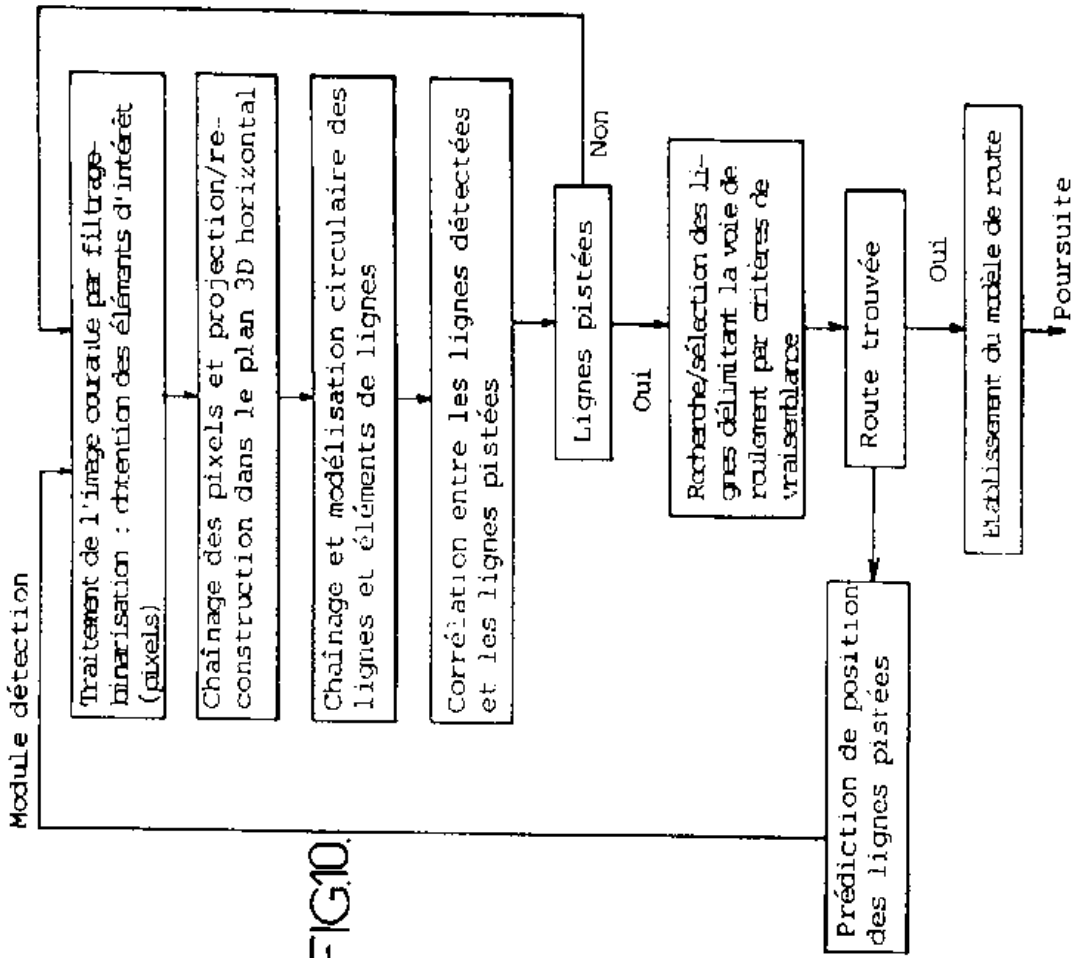 Module détection
Traitement de l'image courante par filtrage-
binarisation : obtention des éléments d'intérêt
(pixels)
Chaînage des pixels et projection/re-
construction dans le plan 3D horizontal
Chaînage et modélisation circulaire des
lignes et éléments de lignes
Corrélation entre les lignes détectées
et les lignes pistées
Lignes pistées
Non
Oui
Recherche/sélection des li-
gnes délimitant la voie de
roulement par critères de
vraisemblance
Route trouvée
Oui
Prédiction de position
des lignes pistées
Etablissement du modèle de route
Poursuite
FIG.10.